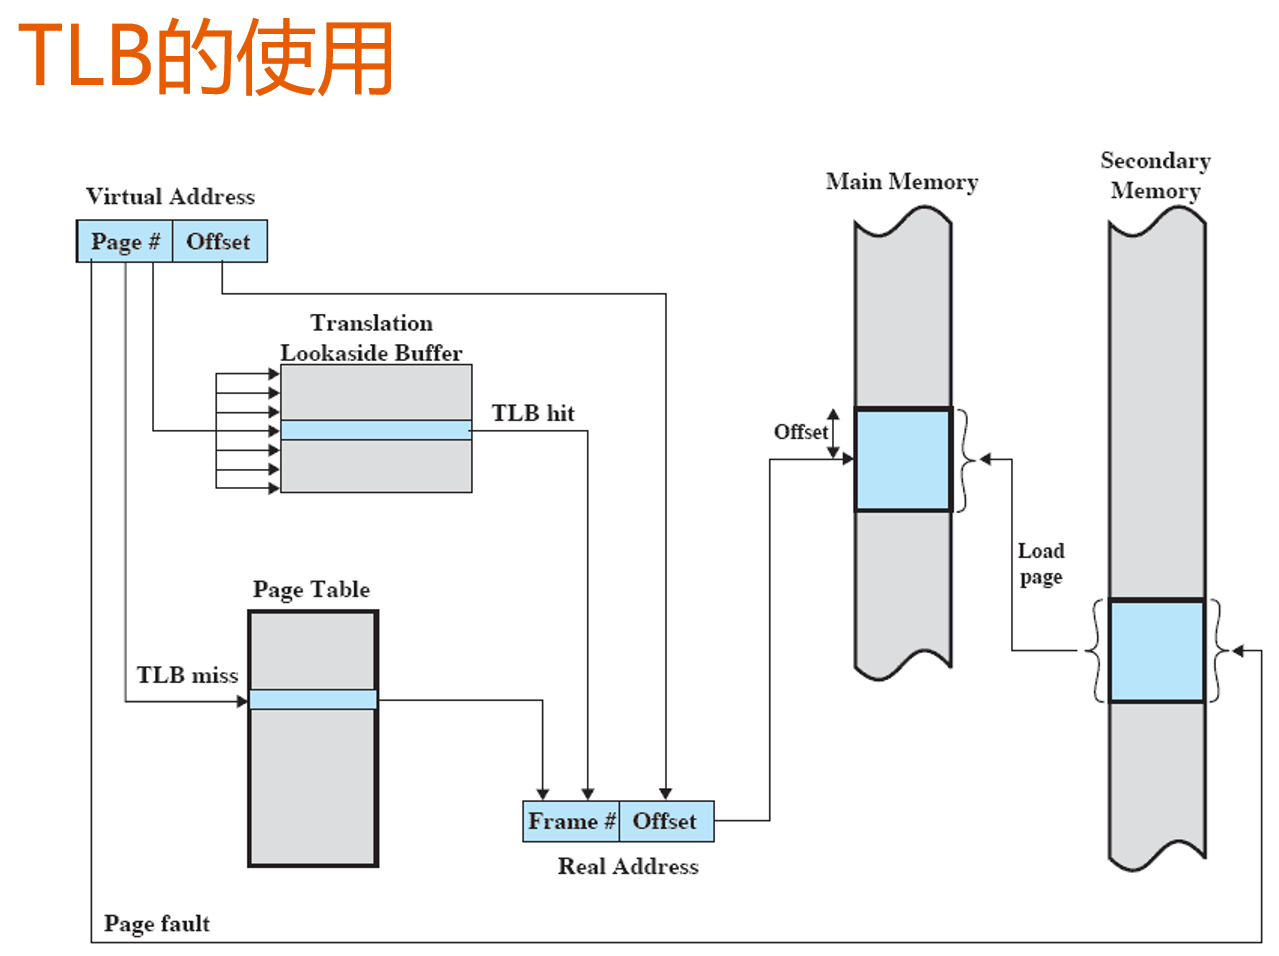 TLB的使用
Virtual Address
Page #
Offset
Translation
Lookaside Buffer
TLB hit
Page Table
TLB miss
Frame #
Offset
Real Address
Page fault
Main Memory
Offset
Load
page
Secondary
Memory